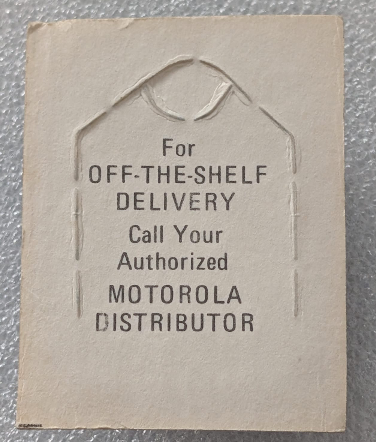 For
OFF-THE-SHELF
DELIVERY
Call Your
Authorized
MOTOROLA
DISTRIBUTOR